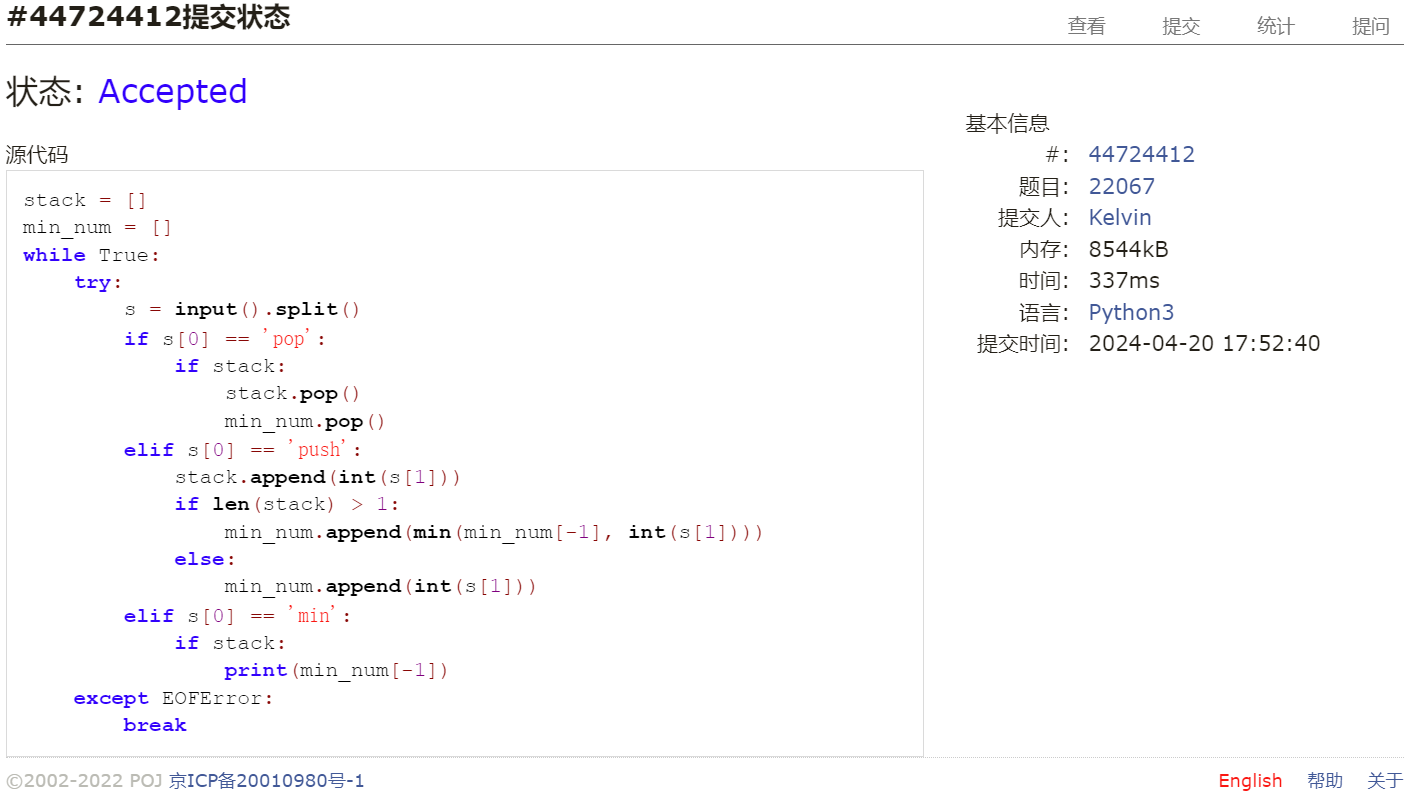 #44724412提交状态
查看 提交 统计 提问
状态: Accepted
源代码
stack = []
min_num = []
while True:
    try:
        s = input().split()
        if s[0] == 'pop':
            if stack:
                stack.pop()
                min_num.pop()
        elif s[0] == 'push':
            stack.append(int(s[1]))
            if len(stack) > 1:
                min_num.append(min(min_num[-1], int(s[1])))
            else:
                min_num.append(int(s[1]))
        elif s[0] == 'min':
            if stack:
                print(min_num[-1])
    except EOFError:
        break
基本信息
#: 44724412
题目: 22067
提交人: Kelvin
内存: 8544kB
时间: 337ms
语言: Python3
提交时间: 2024-04-20 17:52:40
©2002-2022 POJ 京ICP备20010980号-1
English 帮助 关于